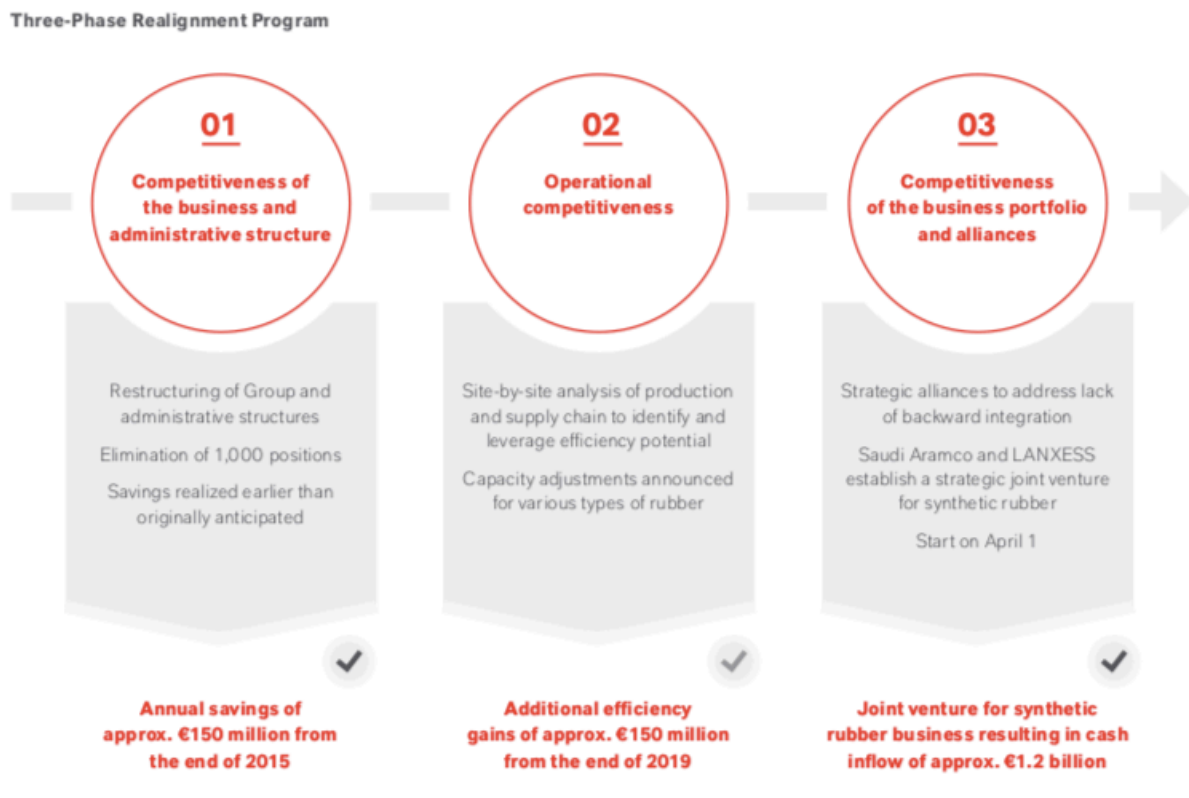 Three-Phase Realignment Program
01
Competitiveness of
the business and
administrative structure
Restructuring of Group and
administrative structures
Elimination of 1,000 positions
Savings realized earlier than
originally anticipated
Annual savings of
approx. €150 million from
the end of 2015
02
Operational
competitiveness
Site-by-site analysis of production
and supply chain to identify and
leverage efficiency potential
Capacity adjustments announced
for various types of rubber
Additional efficiency
gains of approx. €150 million
from the end of 2019
03
Competitiveness
of the business portfolio
and alliances
Strategic alliances to address lack
of backward integration
Saudi Aramco and LANXESS
establish a strategic joint venture
for synthetic rubber
Start on April 1
Joint venture for synthetic
rubber business resulting in cash
inflow of approx. €1.2 billion